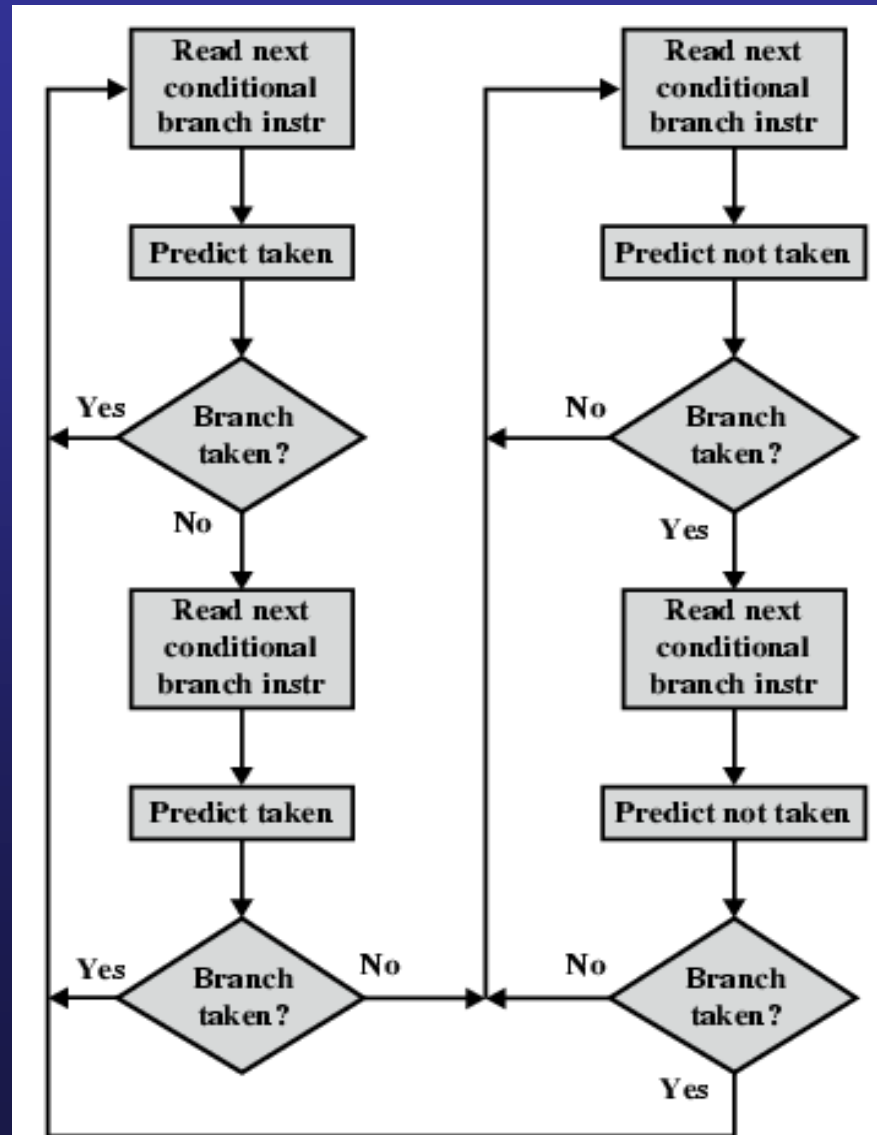 Read next
conditional
branch instr
Predict taken
Yes
Branch
taken?
No
Read next
conditional
branch instr
Predict taken
Yes
Branch
taken?
No
Read next
conditional
branch instr
Predict not taken
No
Branch
taken?
Yes
Read next
conditional
branch instr
Predict not taken
No
Branch
taken?
Yes